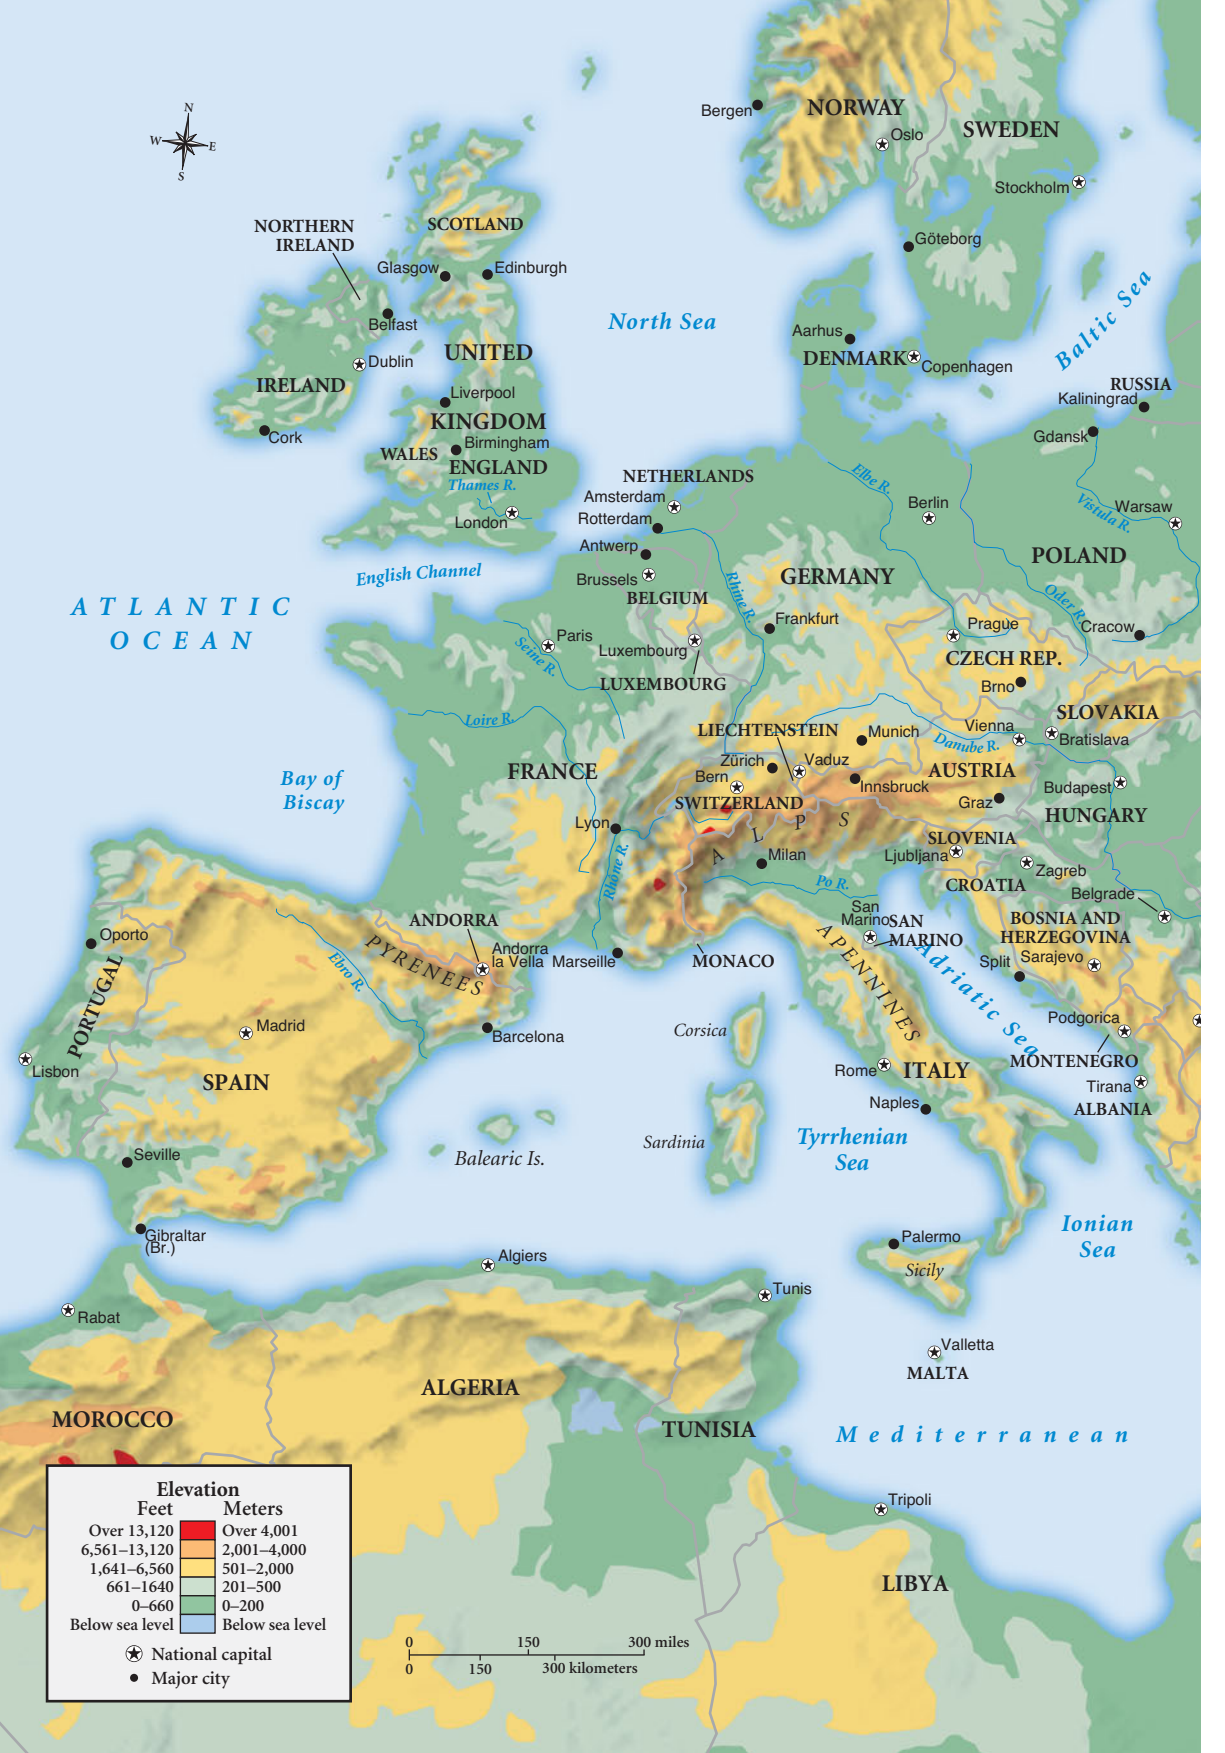 N
W
E
S
Bergen
NORWAY
Oslo
SWEDEN
Stockholm
Göteborg
NORTHERN
IRELAND
SCOTLAND
Glasgow
Edinburgh
Belfast
North Sea
Baltic Sea
Dublin
IRELAND
Cork
UNITED
KINGDOM
Liverpool
Birmingham
WALES
ENGLAND
Thames R.
London
Aarhus
DENMARK
Copenhagen
RUSSIA
Kaliningrad
Gdansk
NETHERLANDS
Amsterdam
Rotterdam
Antwerp
Brussels
BELGIUM
Elbe R.
Berlin
Vistula R.
Warsaw
POLAND
English Channel
ATLANTIC
OCEAN
GERMANY
Rhine R.
Frankfurt
Oder R.
Cracow
Prague
CZECH REP.
Brno
Paris
Seine R.
Luxembourg
LUXEMBOURG
Loire R.
SLOVAKIA
LIECHTENSTEIN
Munich
Vienna
Danube R.
Bratislava
FRANCE
Zürich
Vaduz
Bern
SWITZERLAND
Innsbruck
AUSTRIA
Graz
Budapest
HUNGARY
Bay of
Biscay
Lyon
ALPS
Rhône R.
Milan
Po R.
SLOVENIA
Ljubljana
Zagreb
CROATIA
Belgrade
BOSNIA AND
HERZEGOVINA
Sarajevo
Split
San
Marino
SAN
MARINO
ANDORRA
Andorra
la Vella
Marseille
MONACO
PYRENEES
Ebro R.
APENNINES
Adriatic Sea
Oporto
PORTUGAL
Lisbon
Madrid
SPAIN
Barcelona
Corsica
Podgorica
MONTENEGRO
Tirana
ALBANIA
Rome
ITALY
Naples
Sardinia
Tyrrhenian
Sea
Balearic Is.
Seville
Gibraltar
(Br.)
Ionian
Sea
Palermo
Sicily
Algiers
Tunis
Rabat
Valletta
MALTA
MOROCCO
ALGERIA
TUNISIA
Mediterranean
Tripoli
LIBYA
Elevation
Feet Meters
Over 13,120 Over 4,001
6,561–13,120 2,001–4,000
1,641–6,560 501–2,000
661–1640 201–500
0–660 0–200
Below sea level Below sea level
National capital
Major city
0 150 300 miles
0 150 300 kilometers